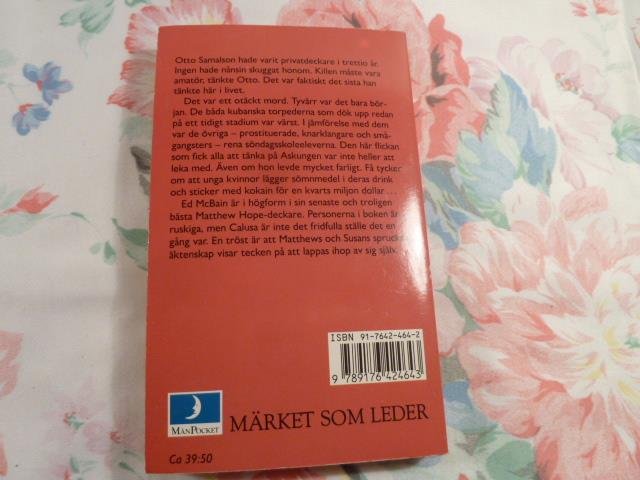 Otto Samalson hade varit privatdeckare i trettio år.
Ingen hade nånsin skuggat honom. Killen måste vara
amatör, tänkte Otto. Det var faktiskt det sista han
tänkte här i livet.
Det var ett otäckt mord. Tyvärr var det bara bör-
jan. De båda kubanska torpederna som dök upp redan
på ett tidigt stadium var värst. I jämförelse med dem
var de övriga – prostituerade, knarklangare och små-
gangsters – rena söndagsskoleeleverna. Den här flickan
som fick alla att tänka på Askungen var inte heller att
leka med. Även om hon levde mycket farligt. Få tycker
om att unga kvinnor lägger sömnmedel i deras drink
och sticker med kokain för en kvarts miljon dollar ...
Ed McBain är i högform i sin senaste och troligen
bästa Matthew Hope-deckare. Personerna i boken är
ruskiga, men Calusa är inte det fridfulla ställe det en
gång var. En tröst är att Matthews och Susans spruckna
äktenskap visar tecken på att lappas ihop av sig
ISBN 91-7642-464-2
9 789176 424643
MÅNPOCKET
MÄRKET SOM LEDER
Ca 39:50